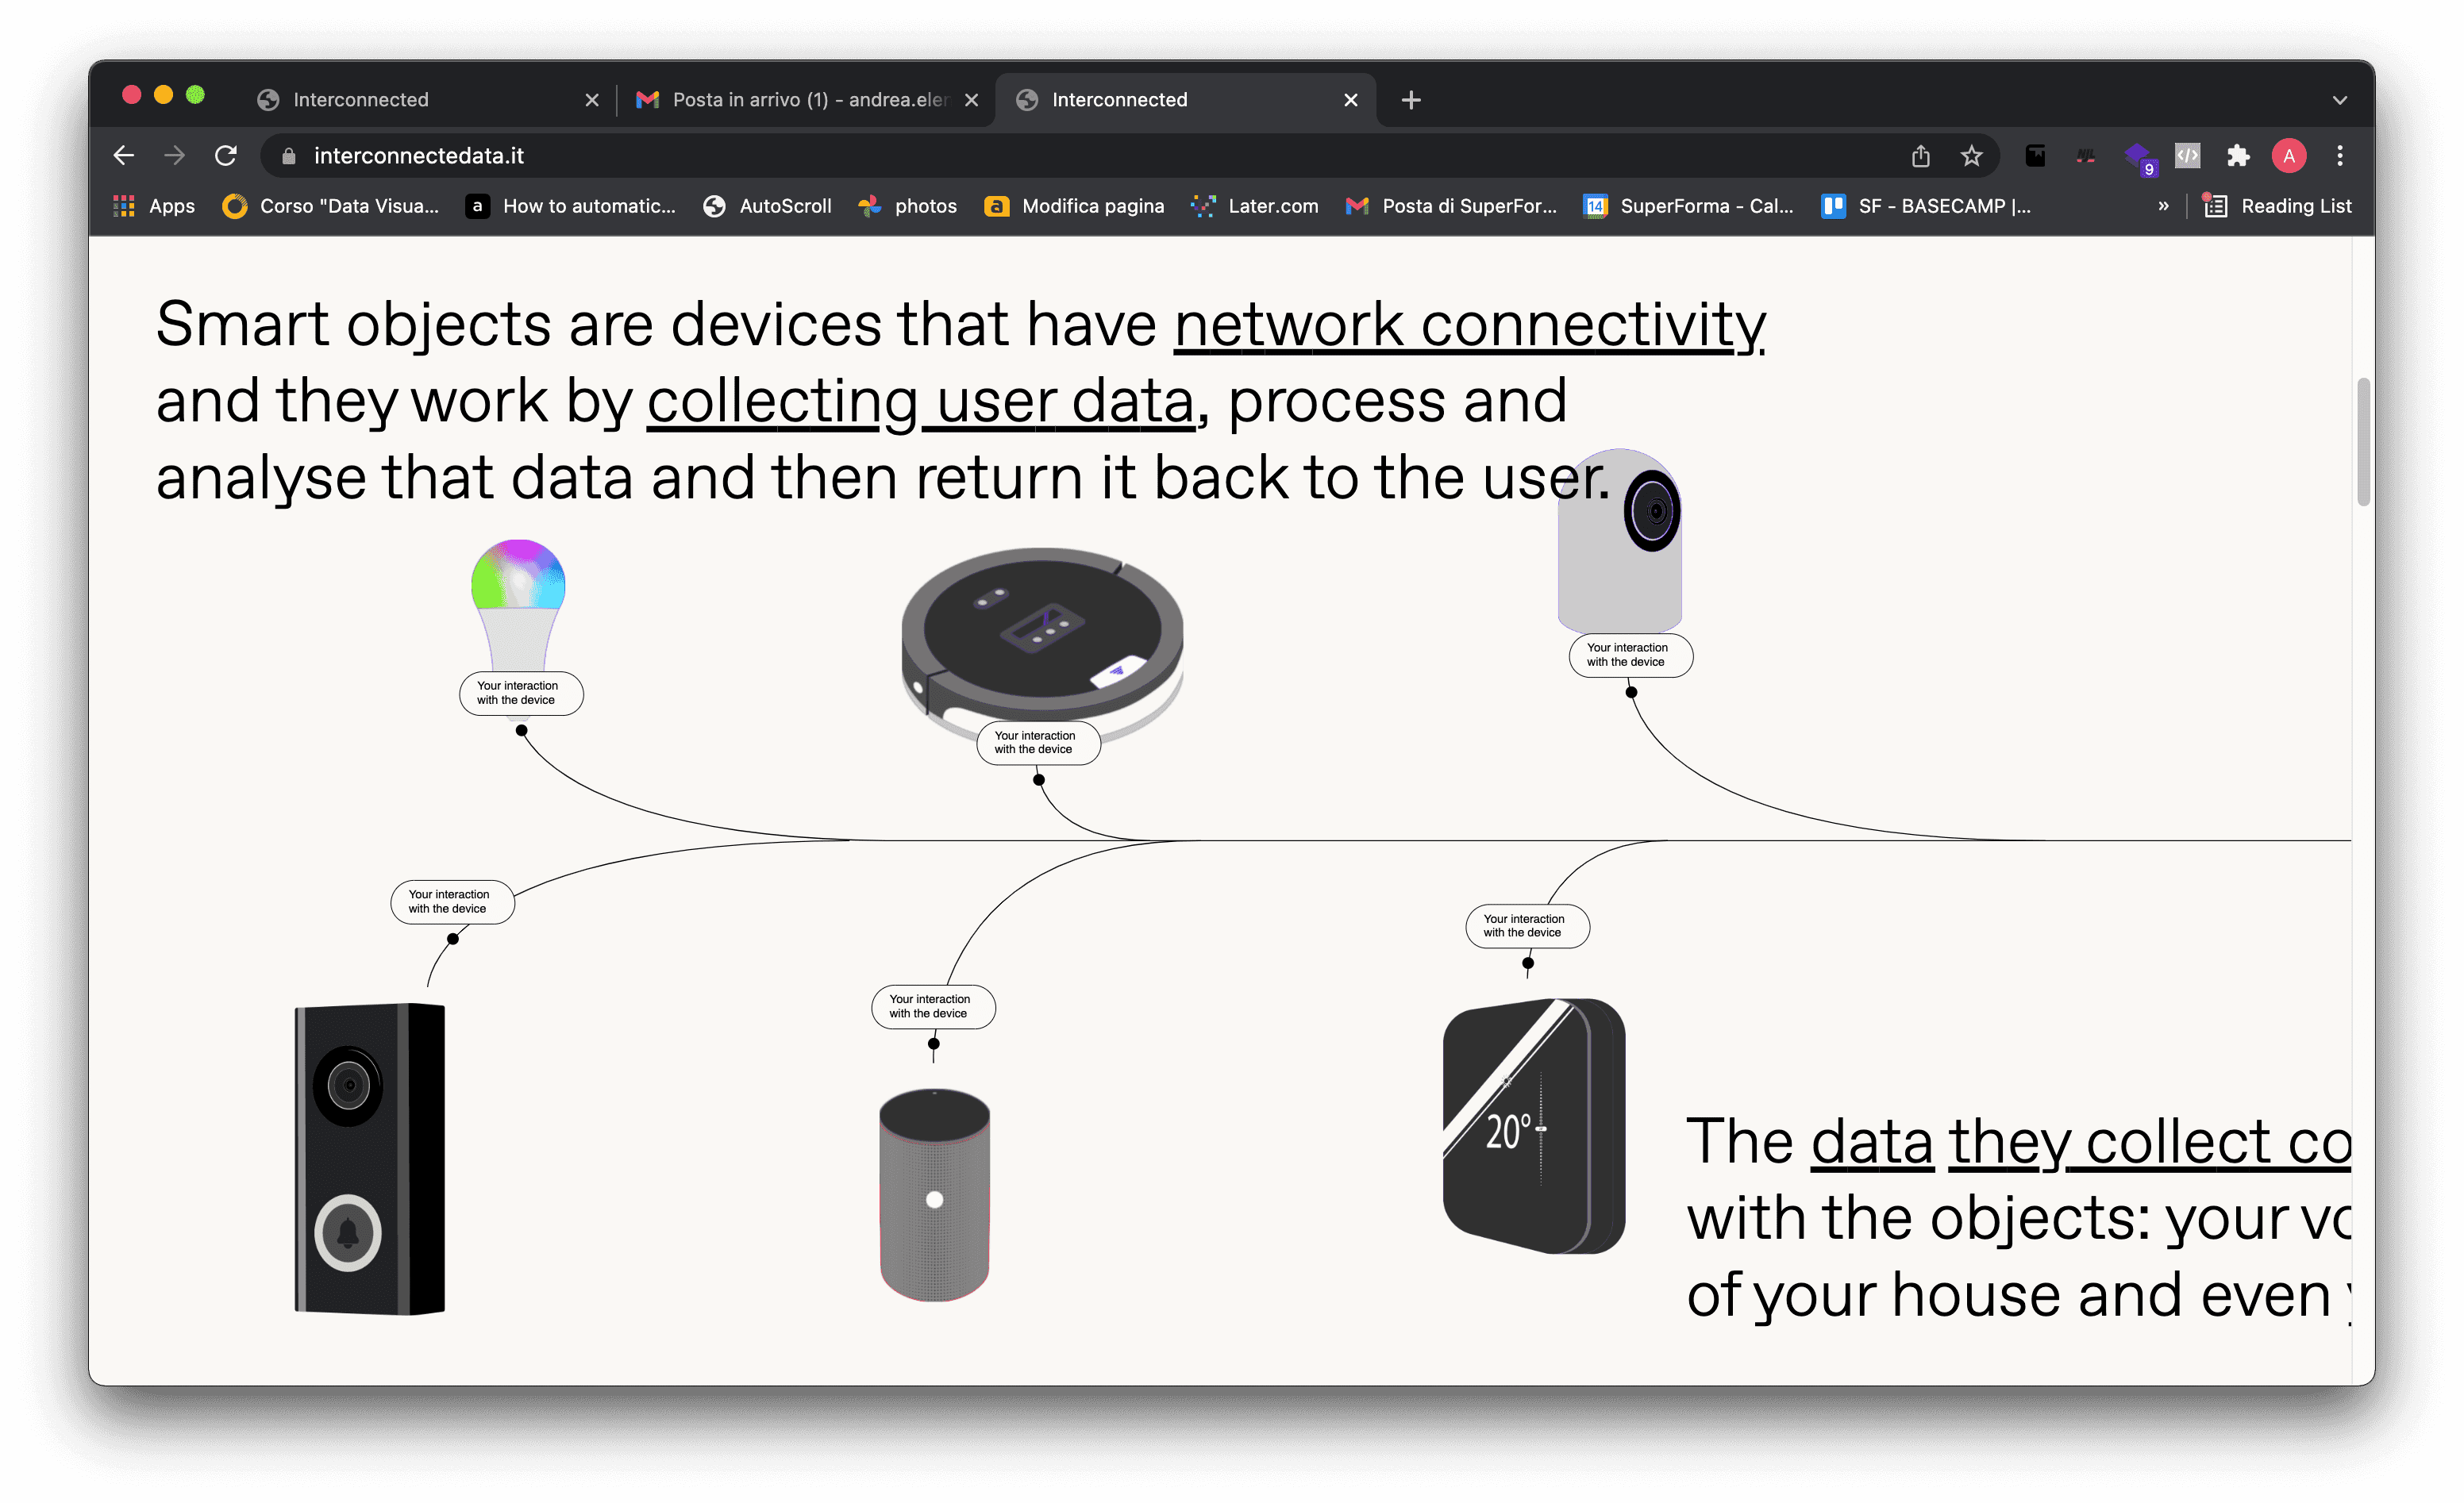 Interconnected
Posta in arrivo (1) - andrea.eler
Interconnected
interconnectedata.it
9
A
Apps
Corso "Data Visua...
a
How to automatic...
AutoScroll
photos
a
Modifica pagina
Later.com
Posta di SuperFor...
14
SuperForma - Cal...
SF - BASECAMP |...
»
Reading List
Smart objects are devices that have network connectivity
and they work by collecting user data, process and
analyse that data and then return it back to the user.
Your interaction
with the device
Your interaction
with the device
Your interaction
with the device
Your interaction
with the device
Your interaction
with the device
Your interaction
with the device
20°
The data they collect co
with the objects: your vo
of your house and even